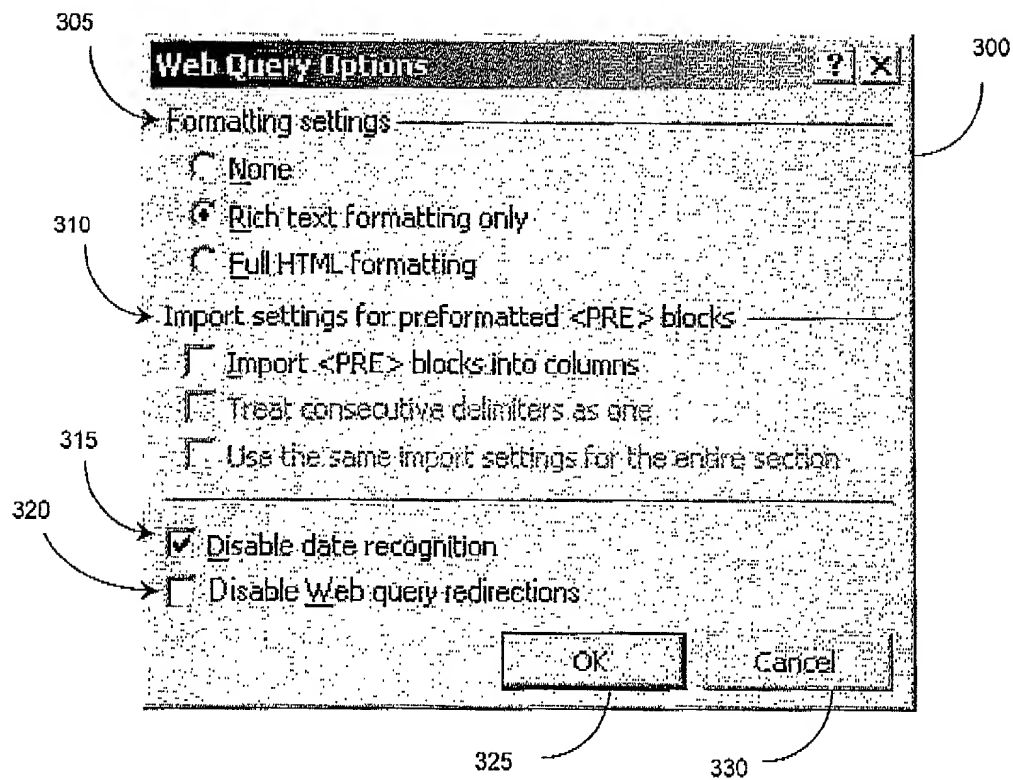 305
300
Web Query Options ? X
Formatting settings
None
310
Rich text formatting only
Full HTML formatting
Import settings for preformatted <PRE> blocks
Import <PRE> blocks into columns
Treat consecutive delimiters as one
315
Use the same import settings for the entire section
320
Disable date recognition
Disable Web query redirections
OK Cancel
325
330